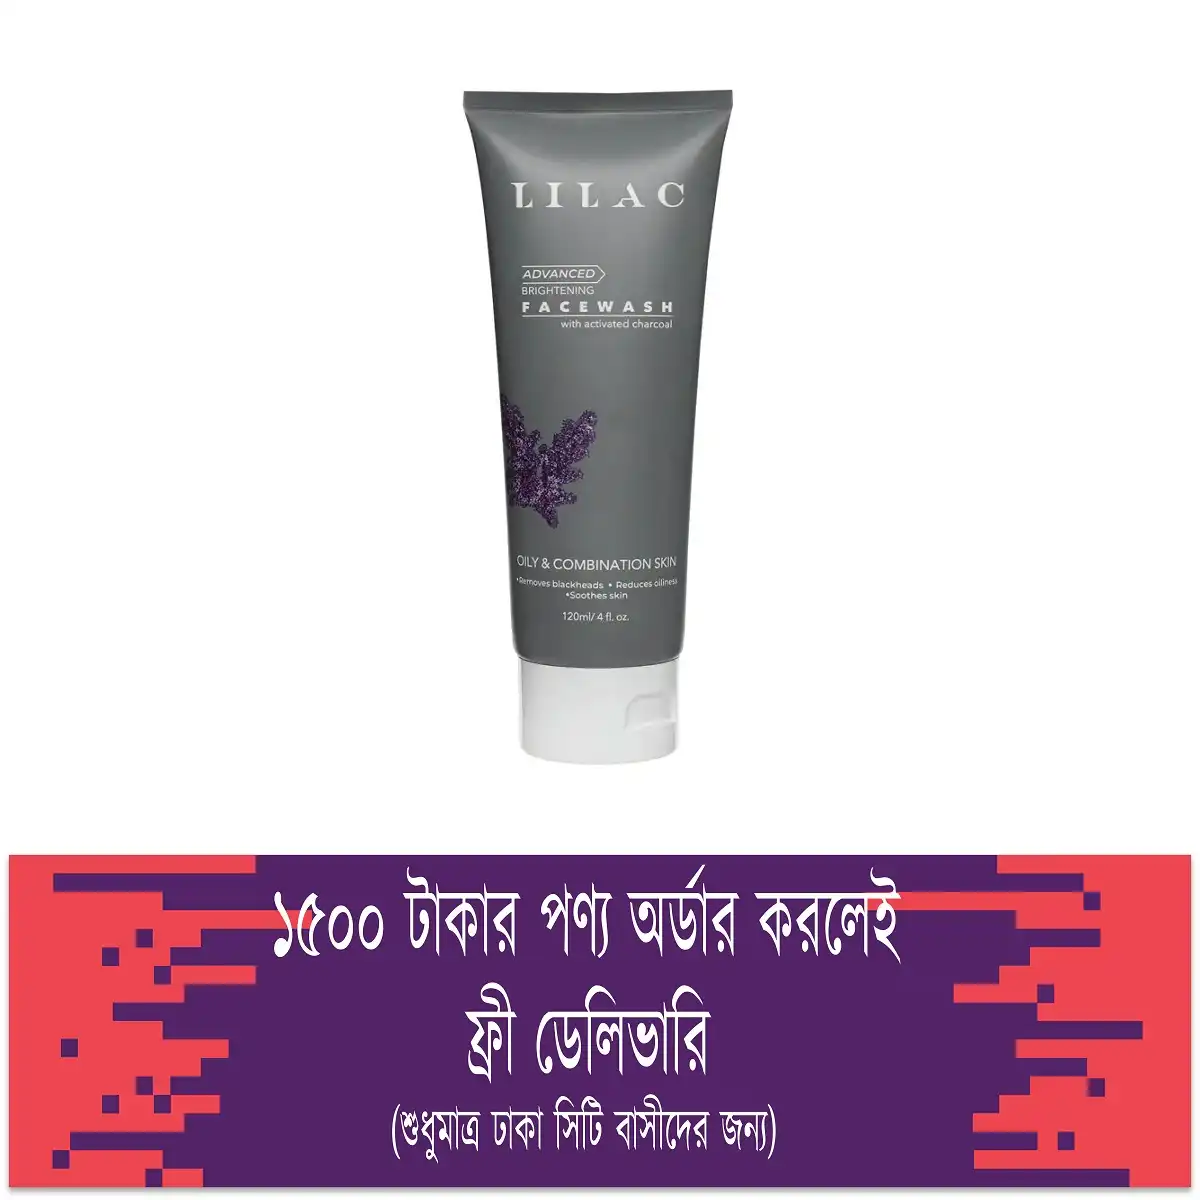 LILAC
ADVANCED
BRIGHTENING
FACEWASH
with activated charcoal
OILY & COMBINATION SKIN
•Removes blackheads • Reduces oiliness
•Soothes skin
120ml/ 4 fl. oz.
১৫০০ টাকার পণ্য অর্ডার করলেই
ফ্রী ডেলিভারি
(শুধুমাত্র ঢাকা সিটি বাসীদের জন্য)